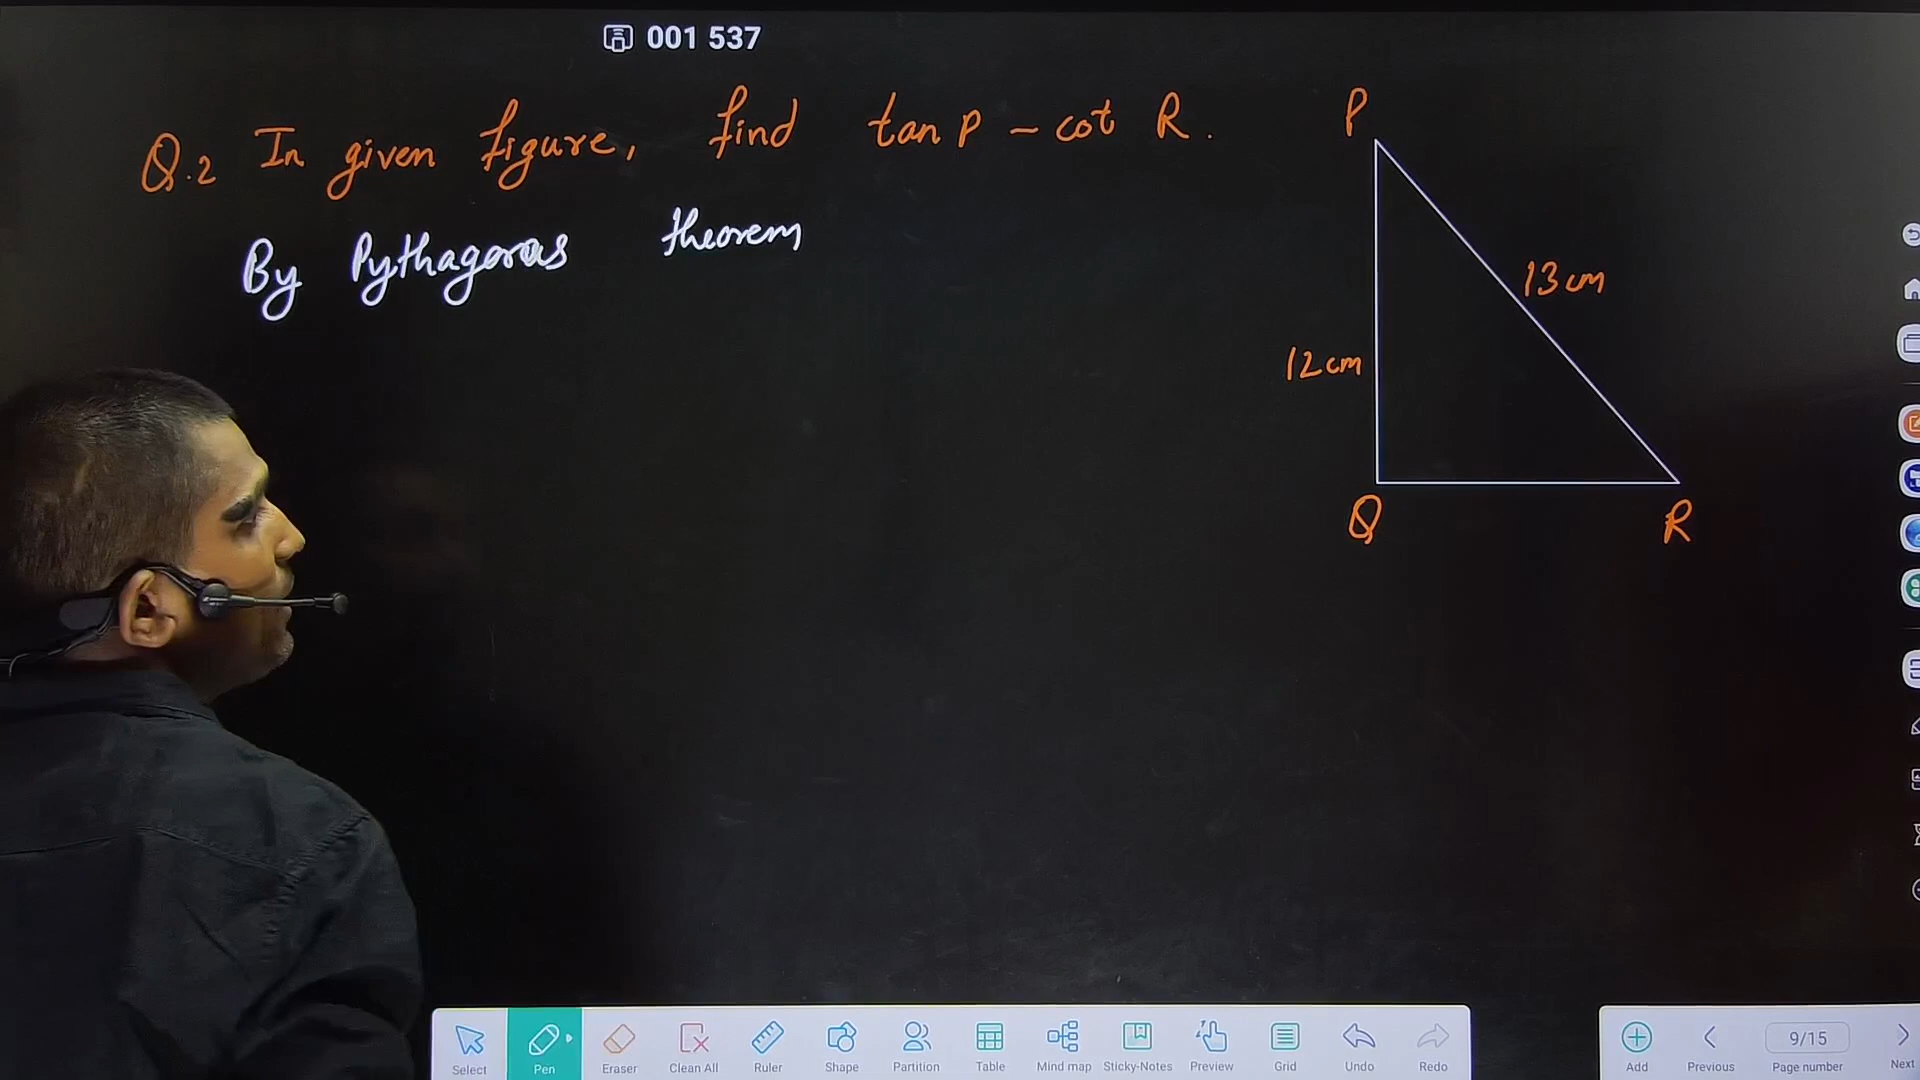 001 537
Q.2 In given figure, find tan P - cot R.
By Pythagoras theorem
P
13 cm
12 cm
Q
R
Select
Pen
Eraser
Clean All
Ruler
Shape
Partition
Table
Mind map
Sticky-Notes
Preview
Grid
Undo
Redo
Add
Previous
9/15
Page number
Next